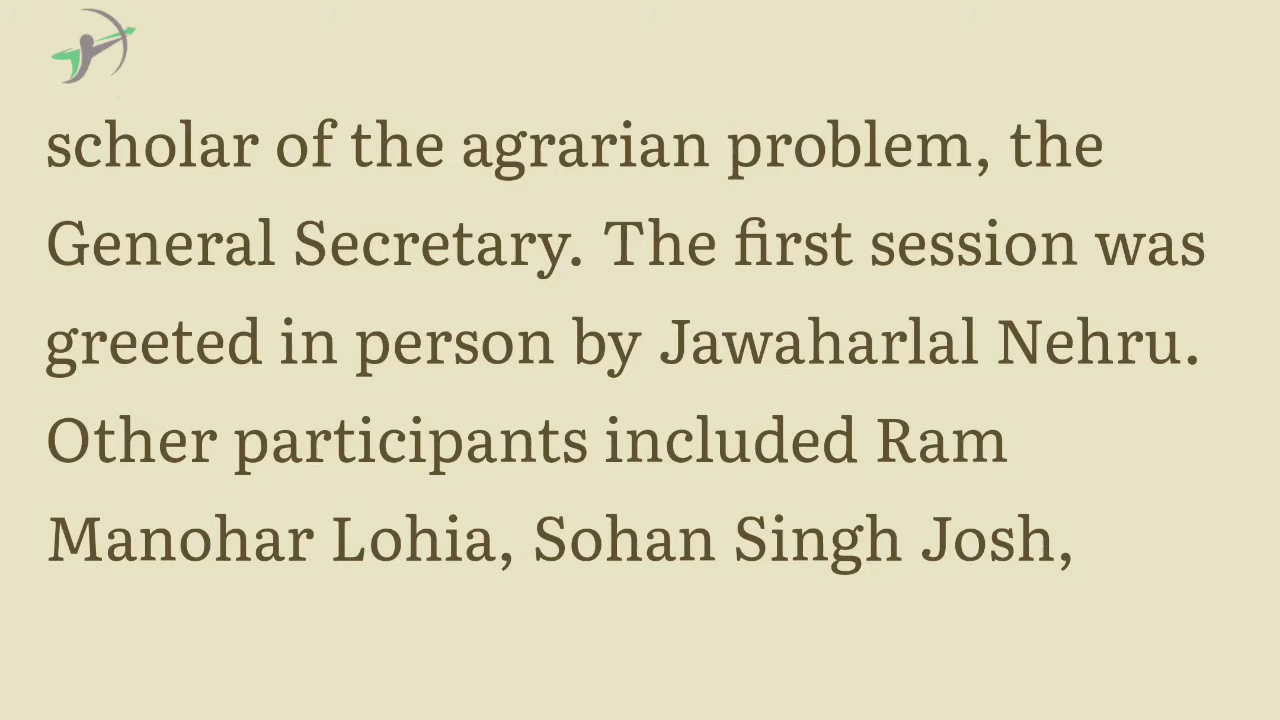 scholar of the agrarian problem, the
General Secretary. The first session was
greeted in person by Jawaharlal Nehru.
Other participants included Ram
Manohar Lohia, Sohan Singh Josh,